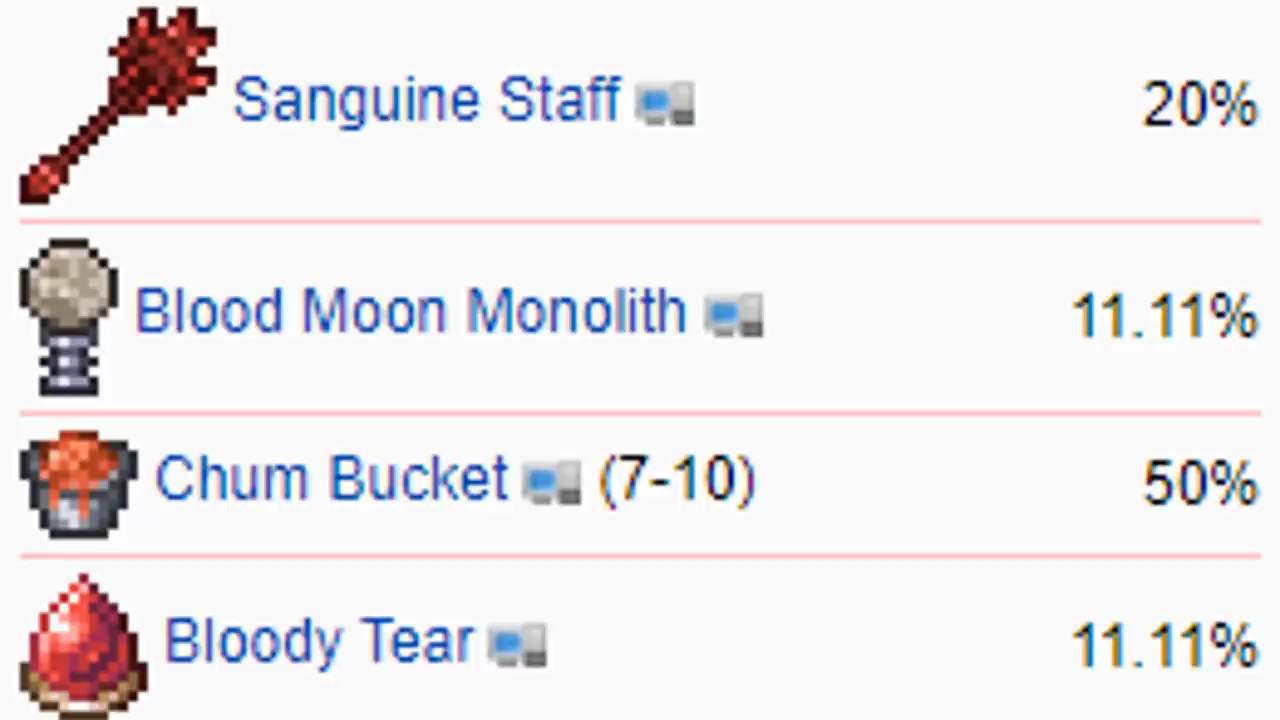 Sanguine Staff 20%
Blood Moon Monolith 11.11%
Chum Bucket (7-10) 50%
Bloody Tear 11.11%